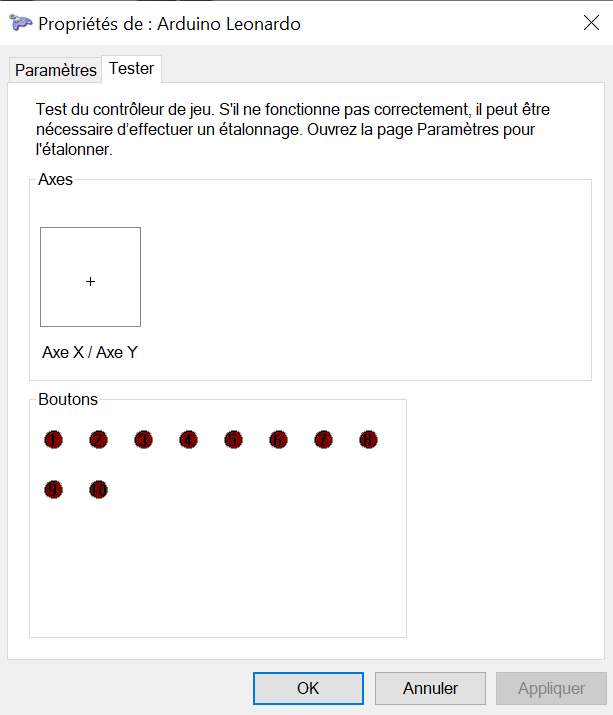 Propriétés de : Arduino Leonardo
Paramètres Tester
Test du contrôleur de jeu. S'il ne fonctionne pas correctement, il peut être
nécessaire d'effectuer un étalonnage. Ouvrez la page Paramètres pour
l'étalonner.
Axes
Axe X / Axe Y
Boutons
1 2 3 4 5 6 7 8
9 10
OK Annuler Appliquer